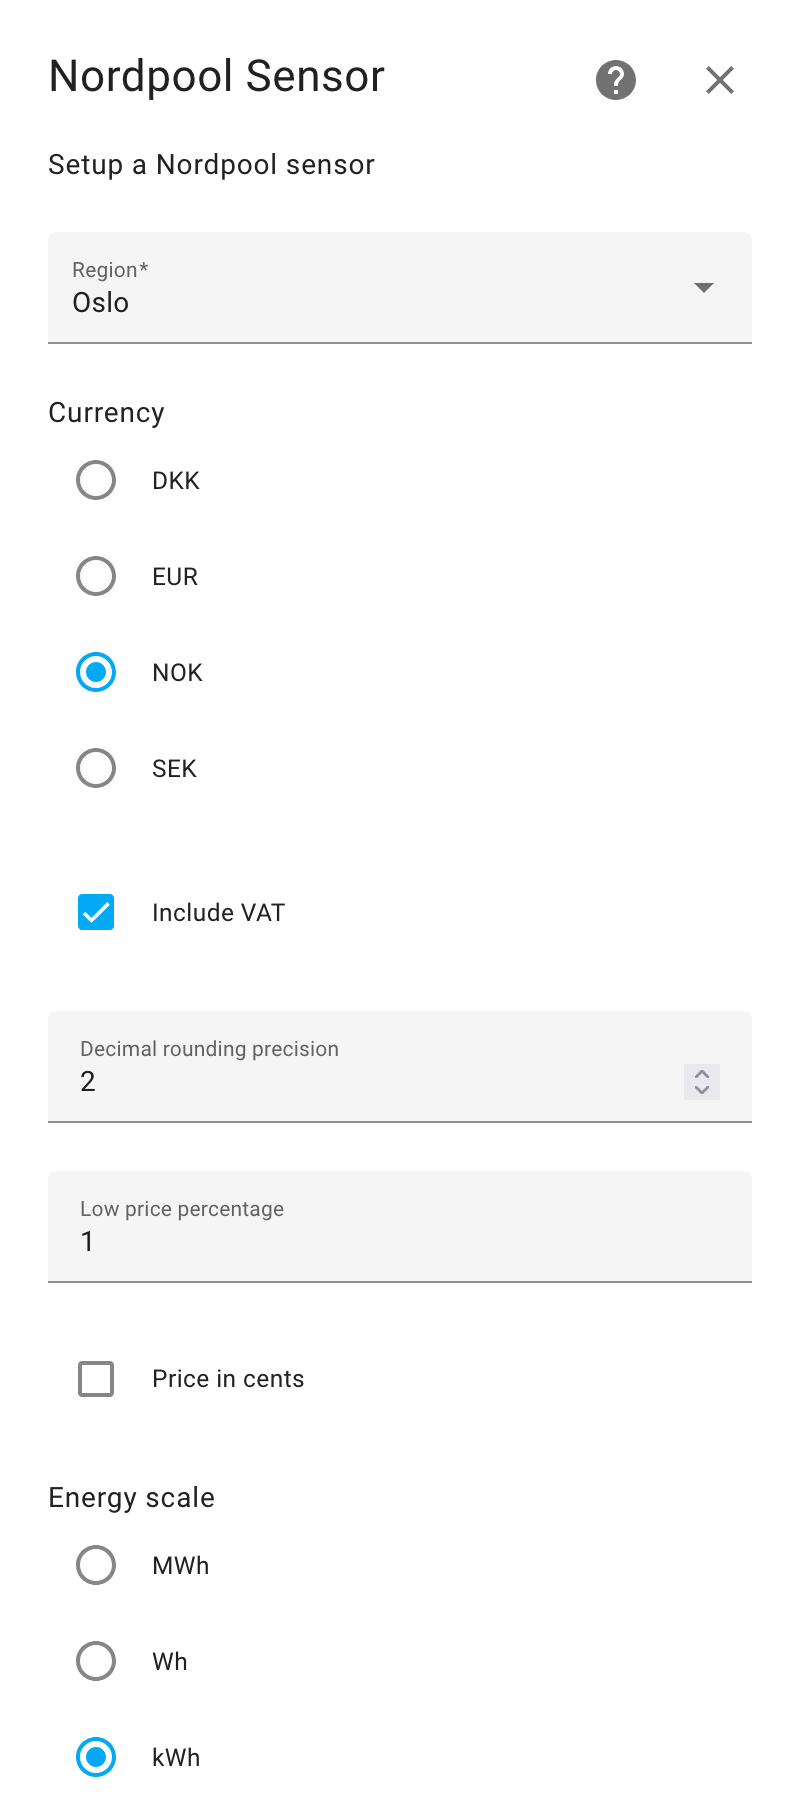 Nordpool Sensor
Setup a Nordpool sensor
Region*
Oslo
Currency
DKK
EUR
NOK
SEK
Include VAT
Decimal rounding precision
2
Low price percentage
1
Price in cents
Energy scale
MWh
Wh
kWh